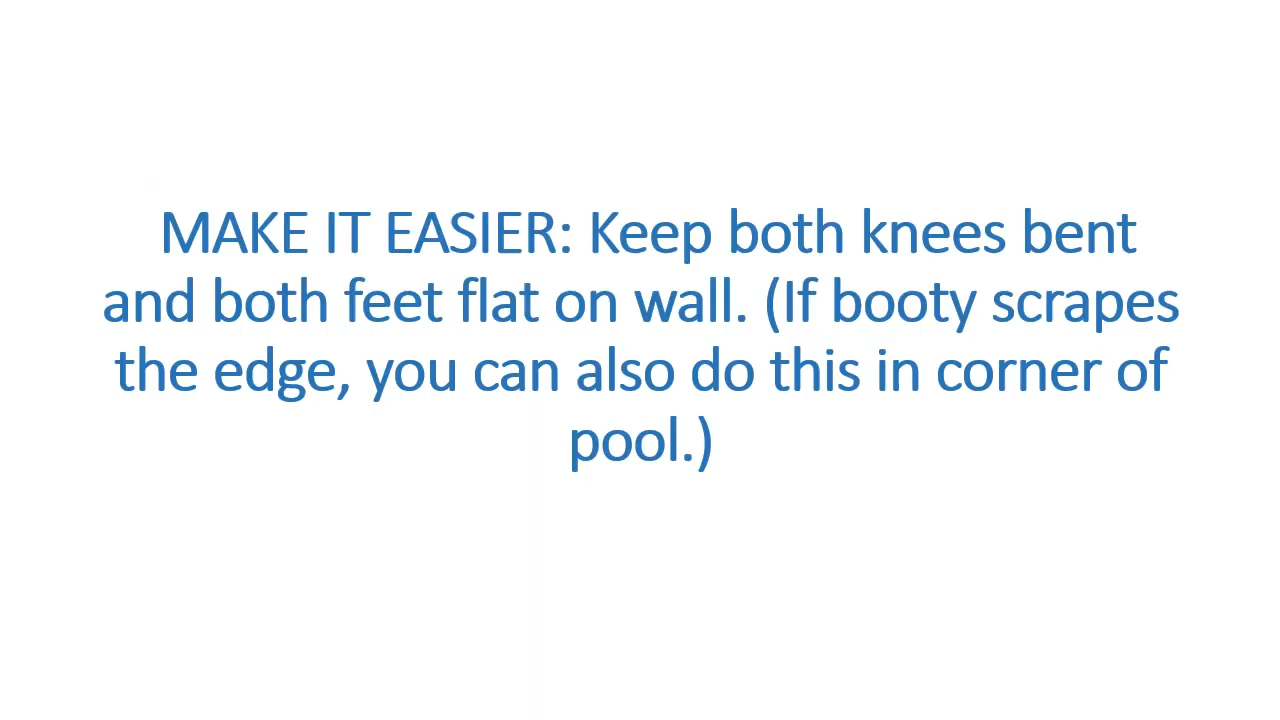 MAKE IT EASIER: Keep both knees bent
and both feet flat on wall. (If booty scrapes
the edge, you can also do this in corner of
pool.)